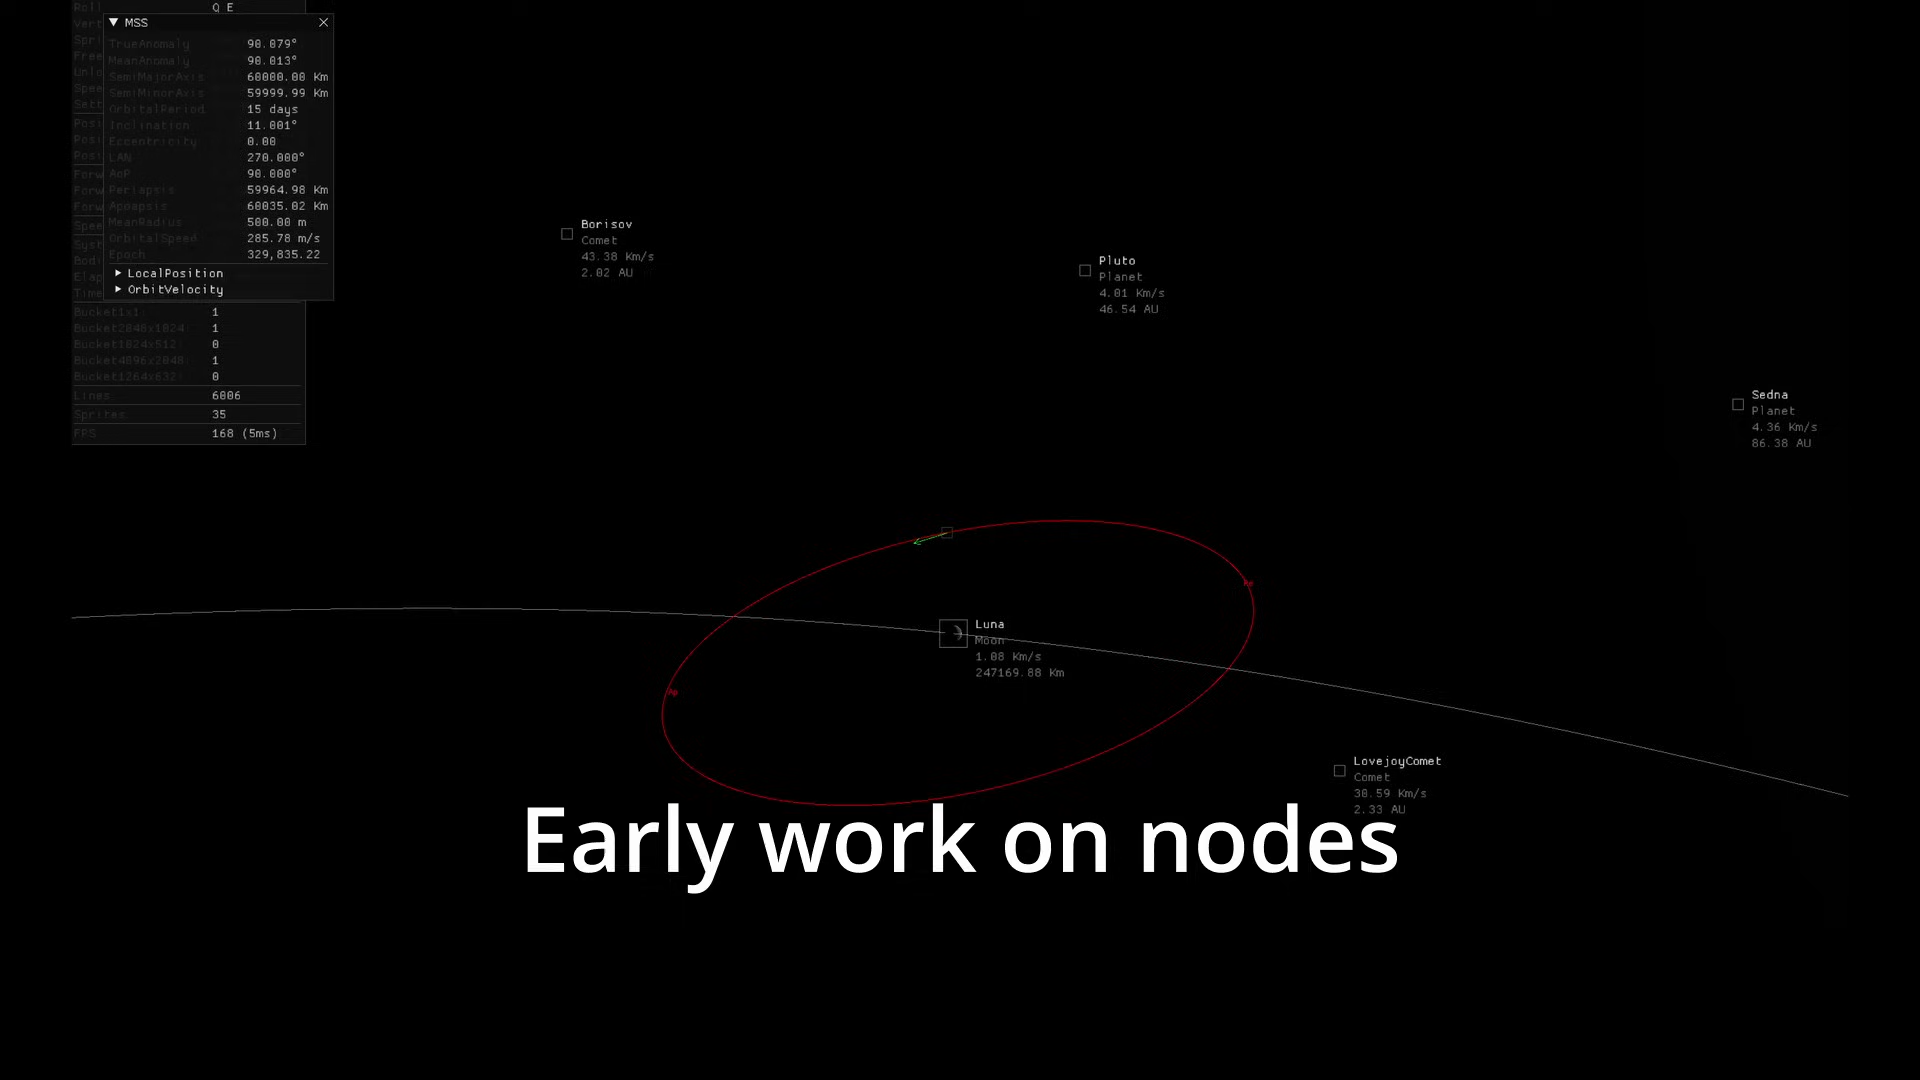 Roll Q E
MSS
TrueAnomaly 90.079°
MeanAnomaly 90.013°
SemiMajorAxis 60000.00 Km
SemiMinorAxis 59999.99 Km
OrbitalPeriod 15 days
Inclination 11.001°
Eccentricity 0.00
LAN 270.000°
AoP 90.000°
Periapsis 59964.98 Km
Apoapsis 60035.02 Km
MeanRadius 500.00 m
OrbitalSpeed 285.78 m/s
Epoch 329,835.22
LocalPosition
OrbitVelocity
Bucket1x1: 1
Bucket2048x1024: 1
Bucket1024x512: 0
Bucket4096x2048: 1
Bucket1264x632: 0
Lines 6006
Sprites 35
FPS 168 (5ms)
Borisov
Comet
43.38 Km/s
2.02 AU
Pluto
Planet
4.01 Km/s
46.54 AU
Sedna
Planet
4.36 Km/s
86.38 AU
Luna
Moon
1.08 Km/s
247169.88 Km
LovejoyComet
Comet
30.59 Km/s
2.33 AU
Early work on nodes